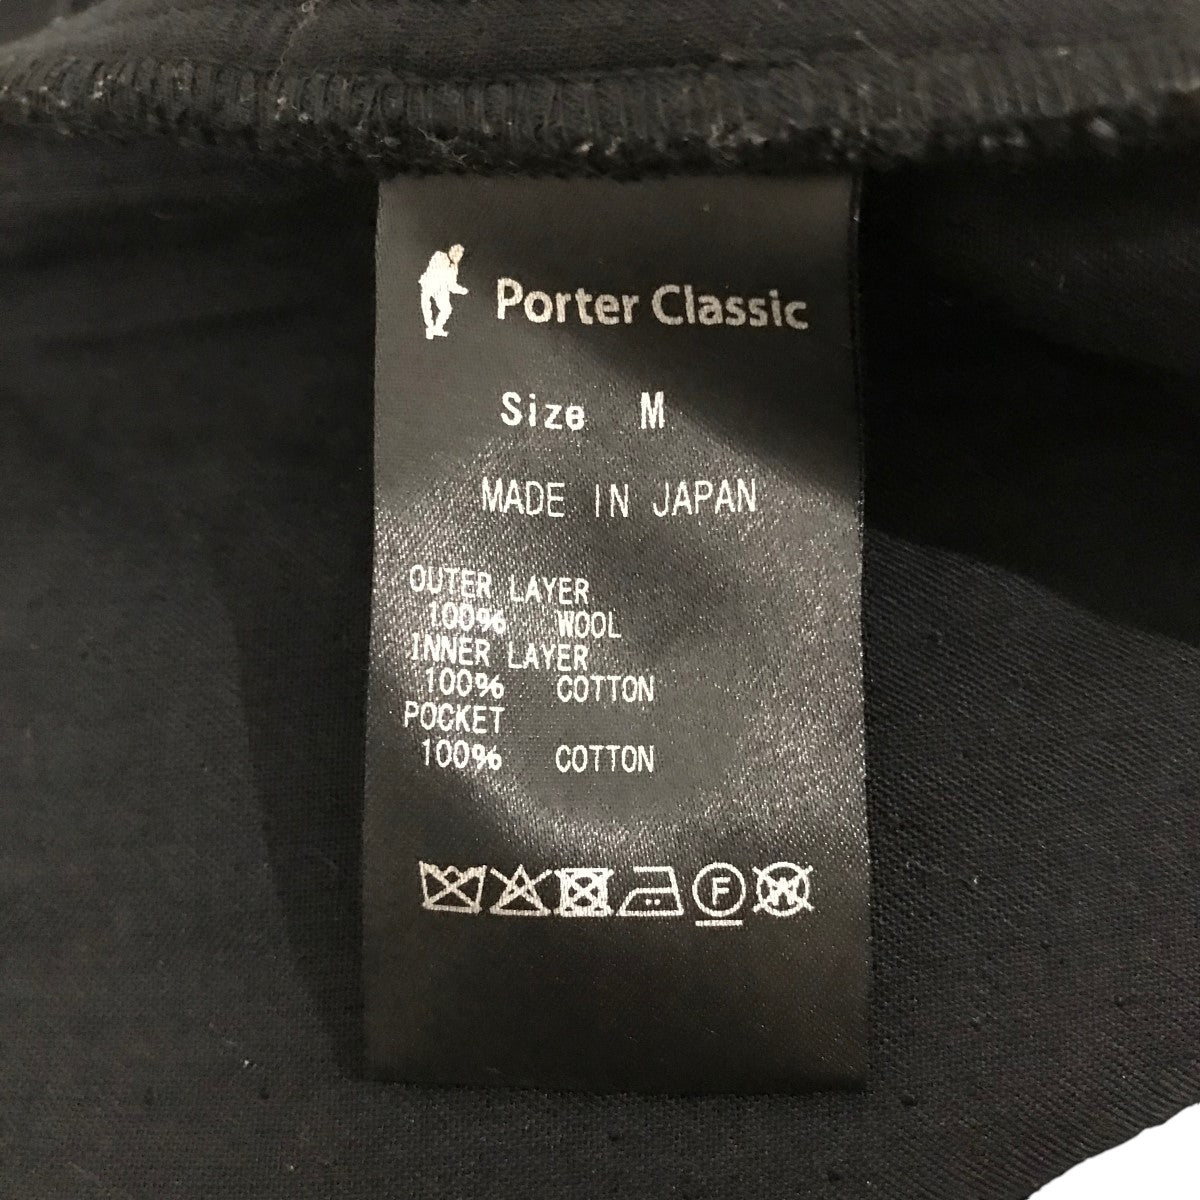 Porter Classic
Size M
MADE IN JAPAN
OUTER LAYER
100% WOOL
INNER LAYER
100% COTTON
POCKET
100% COTTON
F W